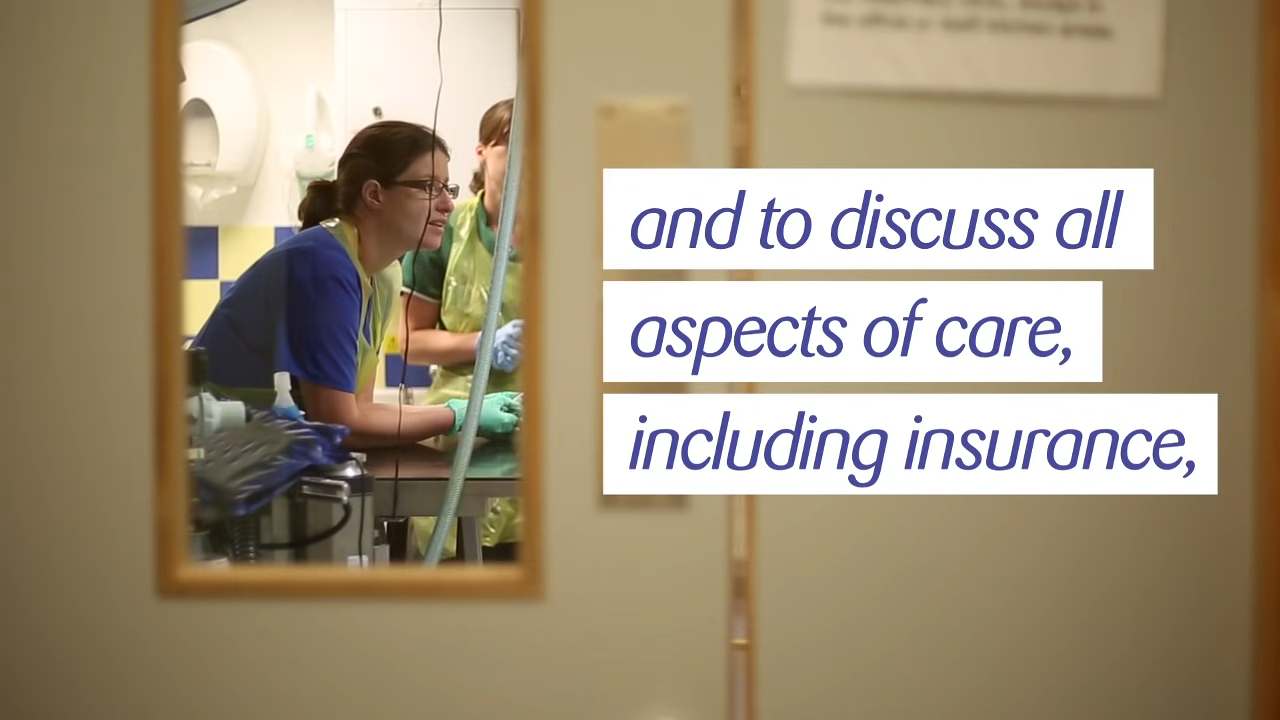 and to discuss all
aspects of care,
including insurance,